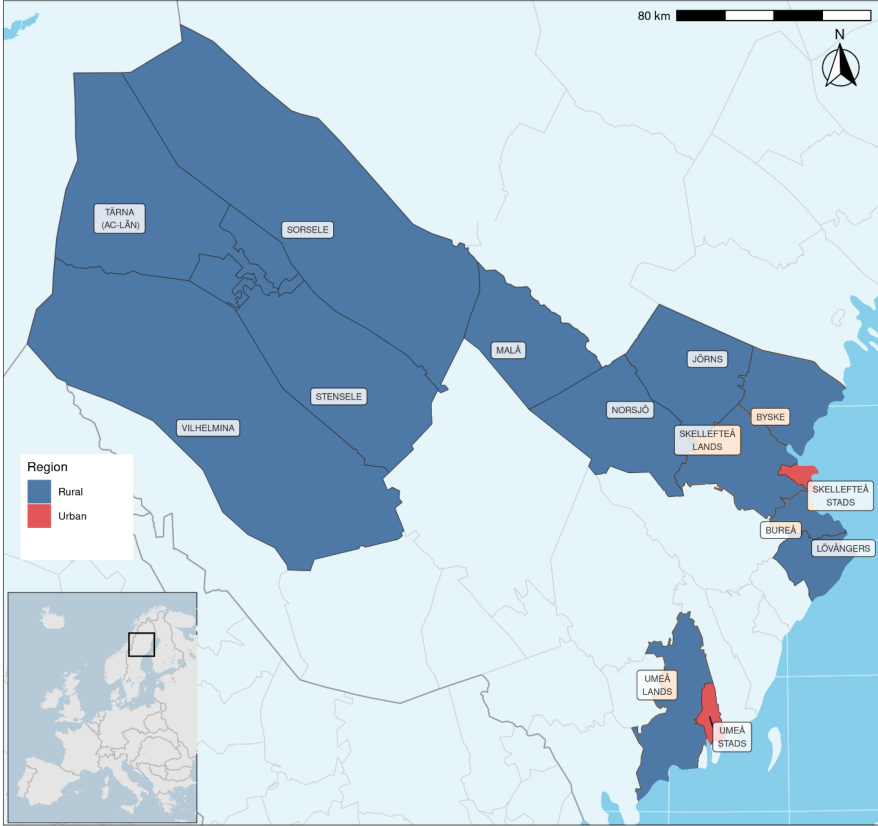 80 km
N
TÄRNA
(AC-LÄN)
SORSELE
MALÅ
JÖRNS
STENSELE
NORSJÖ
BYSKE
VILHELMINA
SKELLEFTEÅ
LANDS
Region
Rural
Urban
SKELLEFTEÅ
STADS
BUREÅ
LÖVÅNGERS
UMEÅ
LANDS
UMEÅ
STADS